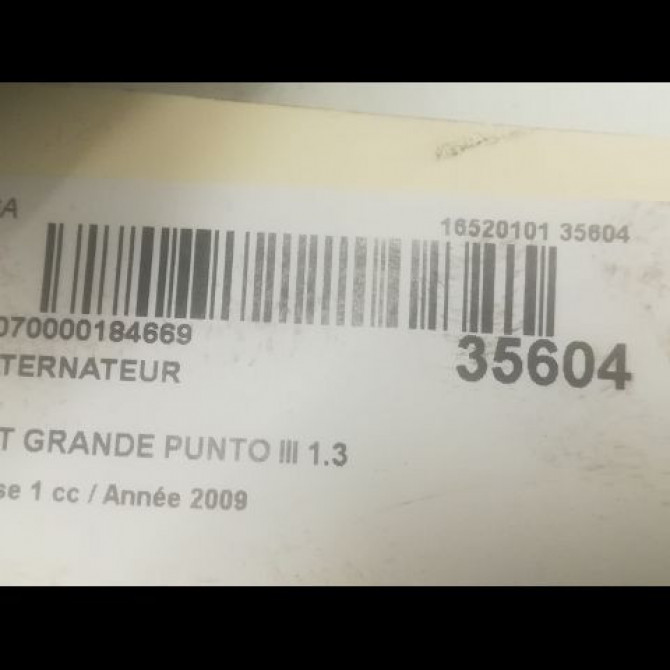 16520101 35604
070000184669
35604
TERNATEUR
T GRANDE PUNTO III 1.3
se 1 cc / Année 2009